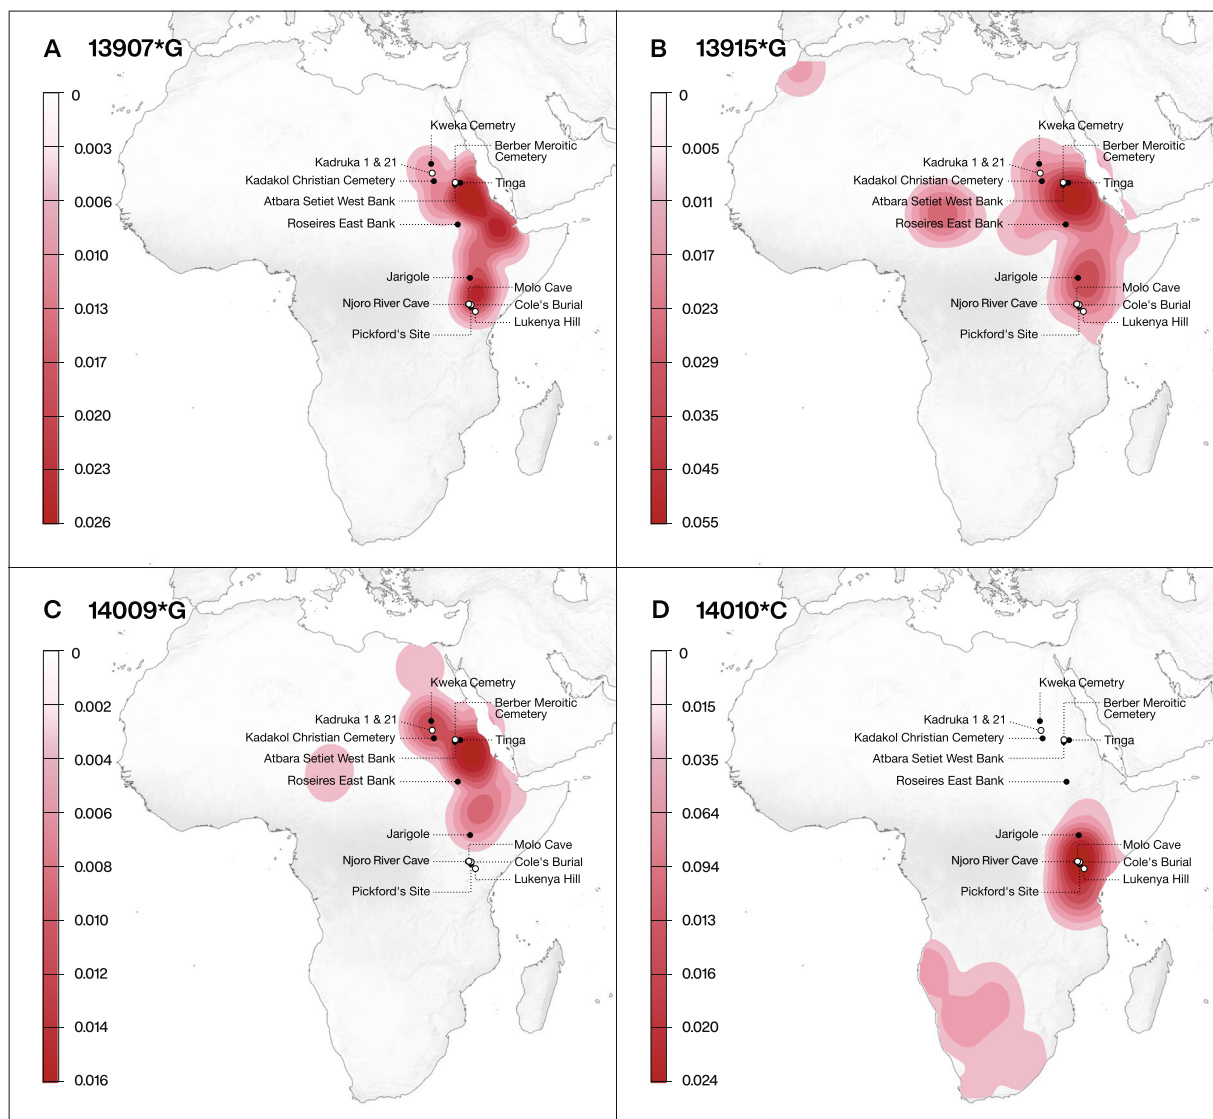 A 13907*G
0
0.003
0.006
0.010
0.013
0.017
0.020
0.023
0.026
Kweka Cemetry
Berber Meroitic
Cemetery
Kadruka 1 & 21
Kadakol Christian Cemetery
Tinga
Atbara Setiet West Bank
Roseires East Bank
Jarigole
Molo Cave
Njoro River Cave
Cole's Burial
Lukenya Hill
Pickford's Site
B 13915*G
0
0.005
0.011
0.017
0.023
0.029
0.035
0.045
0.055
Kweka Cemetry
Berber Meroitic
Cemetery
Kadruka 1 & 21
Kadakol Christian Cemetery
Tinga
Atbara Setiet West Bank
Roseires East Bank
Jarigole
Molo Cave
Njoro River Cave
Cole's Burial
Lukenya Hill
Pickford's Site
C 14009*G
0
0.002
0.004
0.006
0.008
0.010
0.012
0.014
0.016
Kweka Cemetry
Berber Meroitic
Cemetery
Kadruka 1 & 21
Kadakol Christian Cemetery
Tinga
Atbara Setiet West Bank
Roseires East Bank
Jarigole
Molo Cave
Njoro River Cave
Cole's Burial
Lukenya Hill
Pickford's Site
D 14010*C
0
0.015
0.035
0.064
0.094
0.013
0.016
0.020
0.024
Kweka Cemetry
Berber Meroitic
Cemetery
Kadruka 1 & 21
Kadakol Christian Cemetery
Tinga
Atbara Setiet West Bank
Roseires East Bank
Jarigole
Molo Cave
Njoro River Cave
Cole's Burial
Lukenya Hill
Pickford's Site